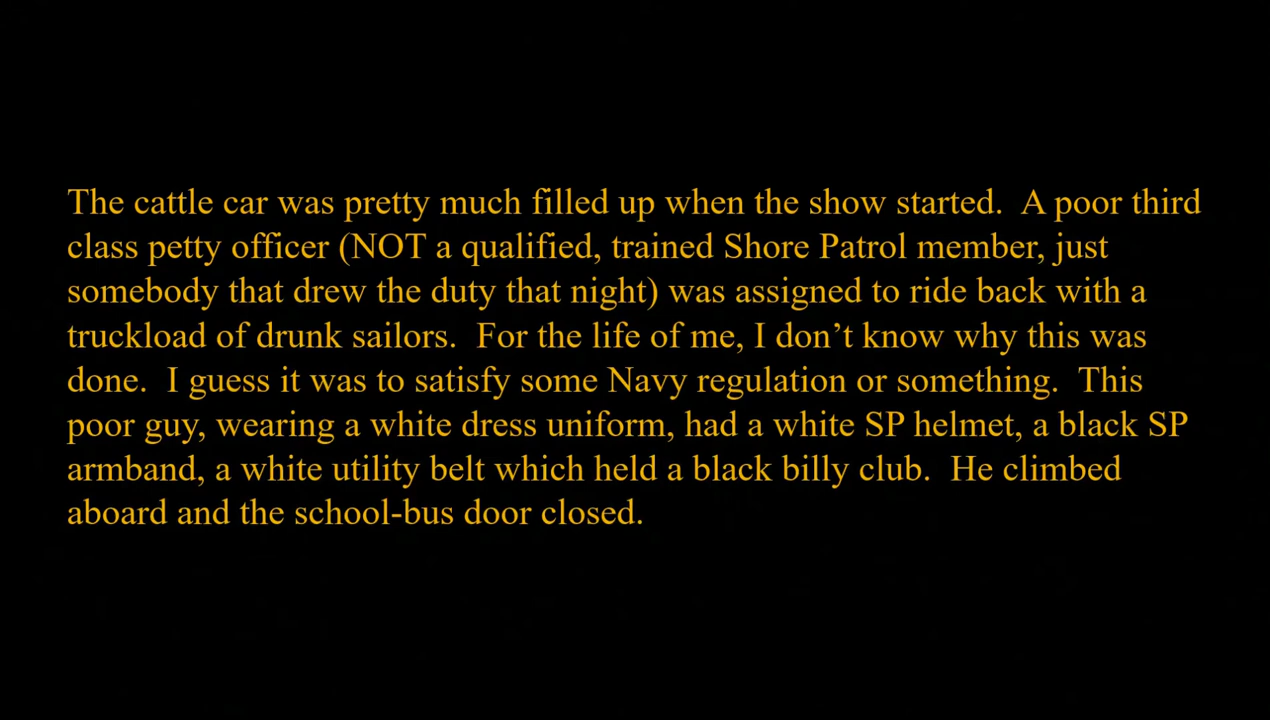 The cattle car was pretty much filled up when the show started.  A poor third
class petty officer (NOT a qualified, trained Shore Patrol member, just
somebody that drew the duty that night) was assigned to ride back with a
truckload of drunk sailors.  For the life of me, I don’t know why this was
done.  I guess it was to satisfy some Navy regulation or something.  This
poor guy, wearing a white dress uniform, had a white SP helmet, a black SP
armband, a white utility belt which held a black billy club.  He climbed
aboard and the school-bus door closed.